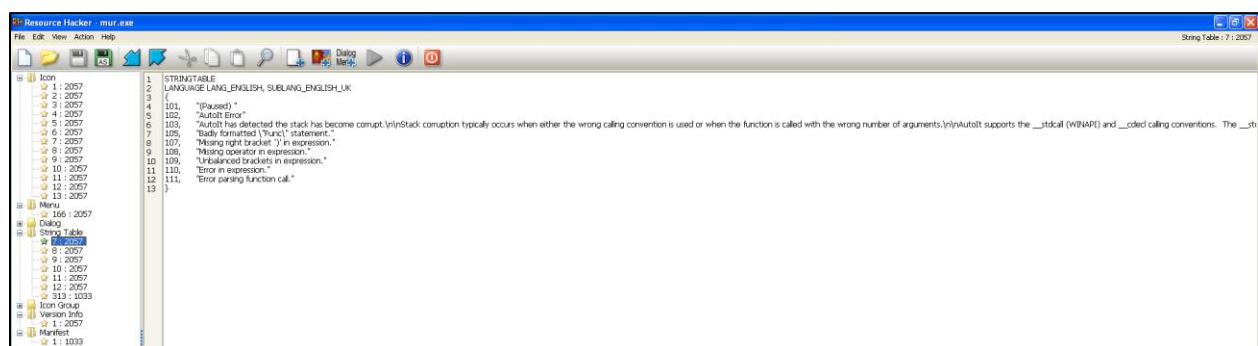 Resource Hacker - mur.exe
File Edit View Action Help
String Table : 7 : 2057
AS
Dialog
Menu
Icon
1 : 2057
2 : 2057
3 : 2057
4 : 2057
5 : 2057
6 : 2057
7 : 2057
8 : 2057
9 : 2057
10 : 2057
11 : 2057
12 : 2057
13 : 2057
Menu
166 : 2057
Dialog
String Table
7 : 2057
8 : 2057
9 : 2057
10 : 2057
11 : 2057
12 : 2057
313 : 1033
Icon Group
Version Info
1 : 2057
Manifest
1 : 1033
1 STRINGTABLE
2 LANGUAGE LANG_ENGLISH, SUBLANG_ENGLISH_UK
3 {
4 101, "(Paused) "
5 102, "AutoIt Error"
6 103, "AutoIt has detected the stack has become corrupt.\n\nStack corruption typically occurs when either the wrong calling convention is used or when the function is called with the wrong number of arguments.\n\nAutoIt supports the __stdcall (WINAPI) and __cdecl calling conventions. The __st
7 105, "Badly formatted \"Func\" statement."
8 107, "Missing right bracket ')' in expression."
9 108, "Missing operator in expression."
10 109, "Unbalanced brackets in expression."
11 110, "Error in expression."
12 111, "Error parsing function call."
13 }